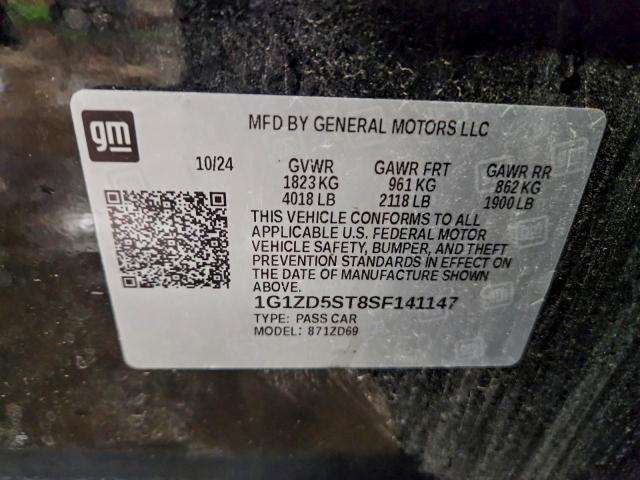 gm
MFD BY GENERAL MOTORS LLC
10/24 GVWR GAWR FRT GAWR RR
1823 KG 961 KG 862 KG
4018 LB 2118 LB 1900 LB
THIS VEHICLE CONFORMS TO ALL
APPLICABLE U.S. FEDERAL MOTOR
VEHICLE SAFETY, BUMPER, AND THEFT
PREVENTION STANDARDS IN EFFECT ON
THE DATE OF MANUFACTURE SHOWN
ABOVE.
1G1ZD5ST8SF141147
TYPE: PASS CAR
MODEL: 871ZD69